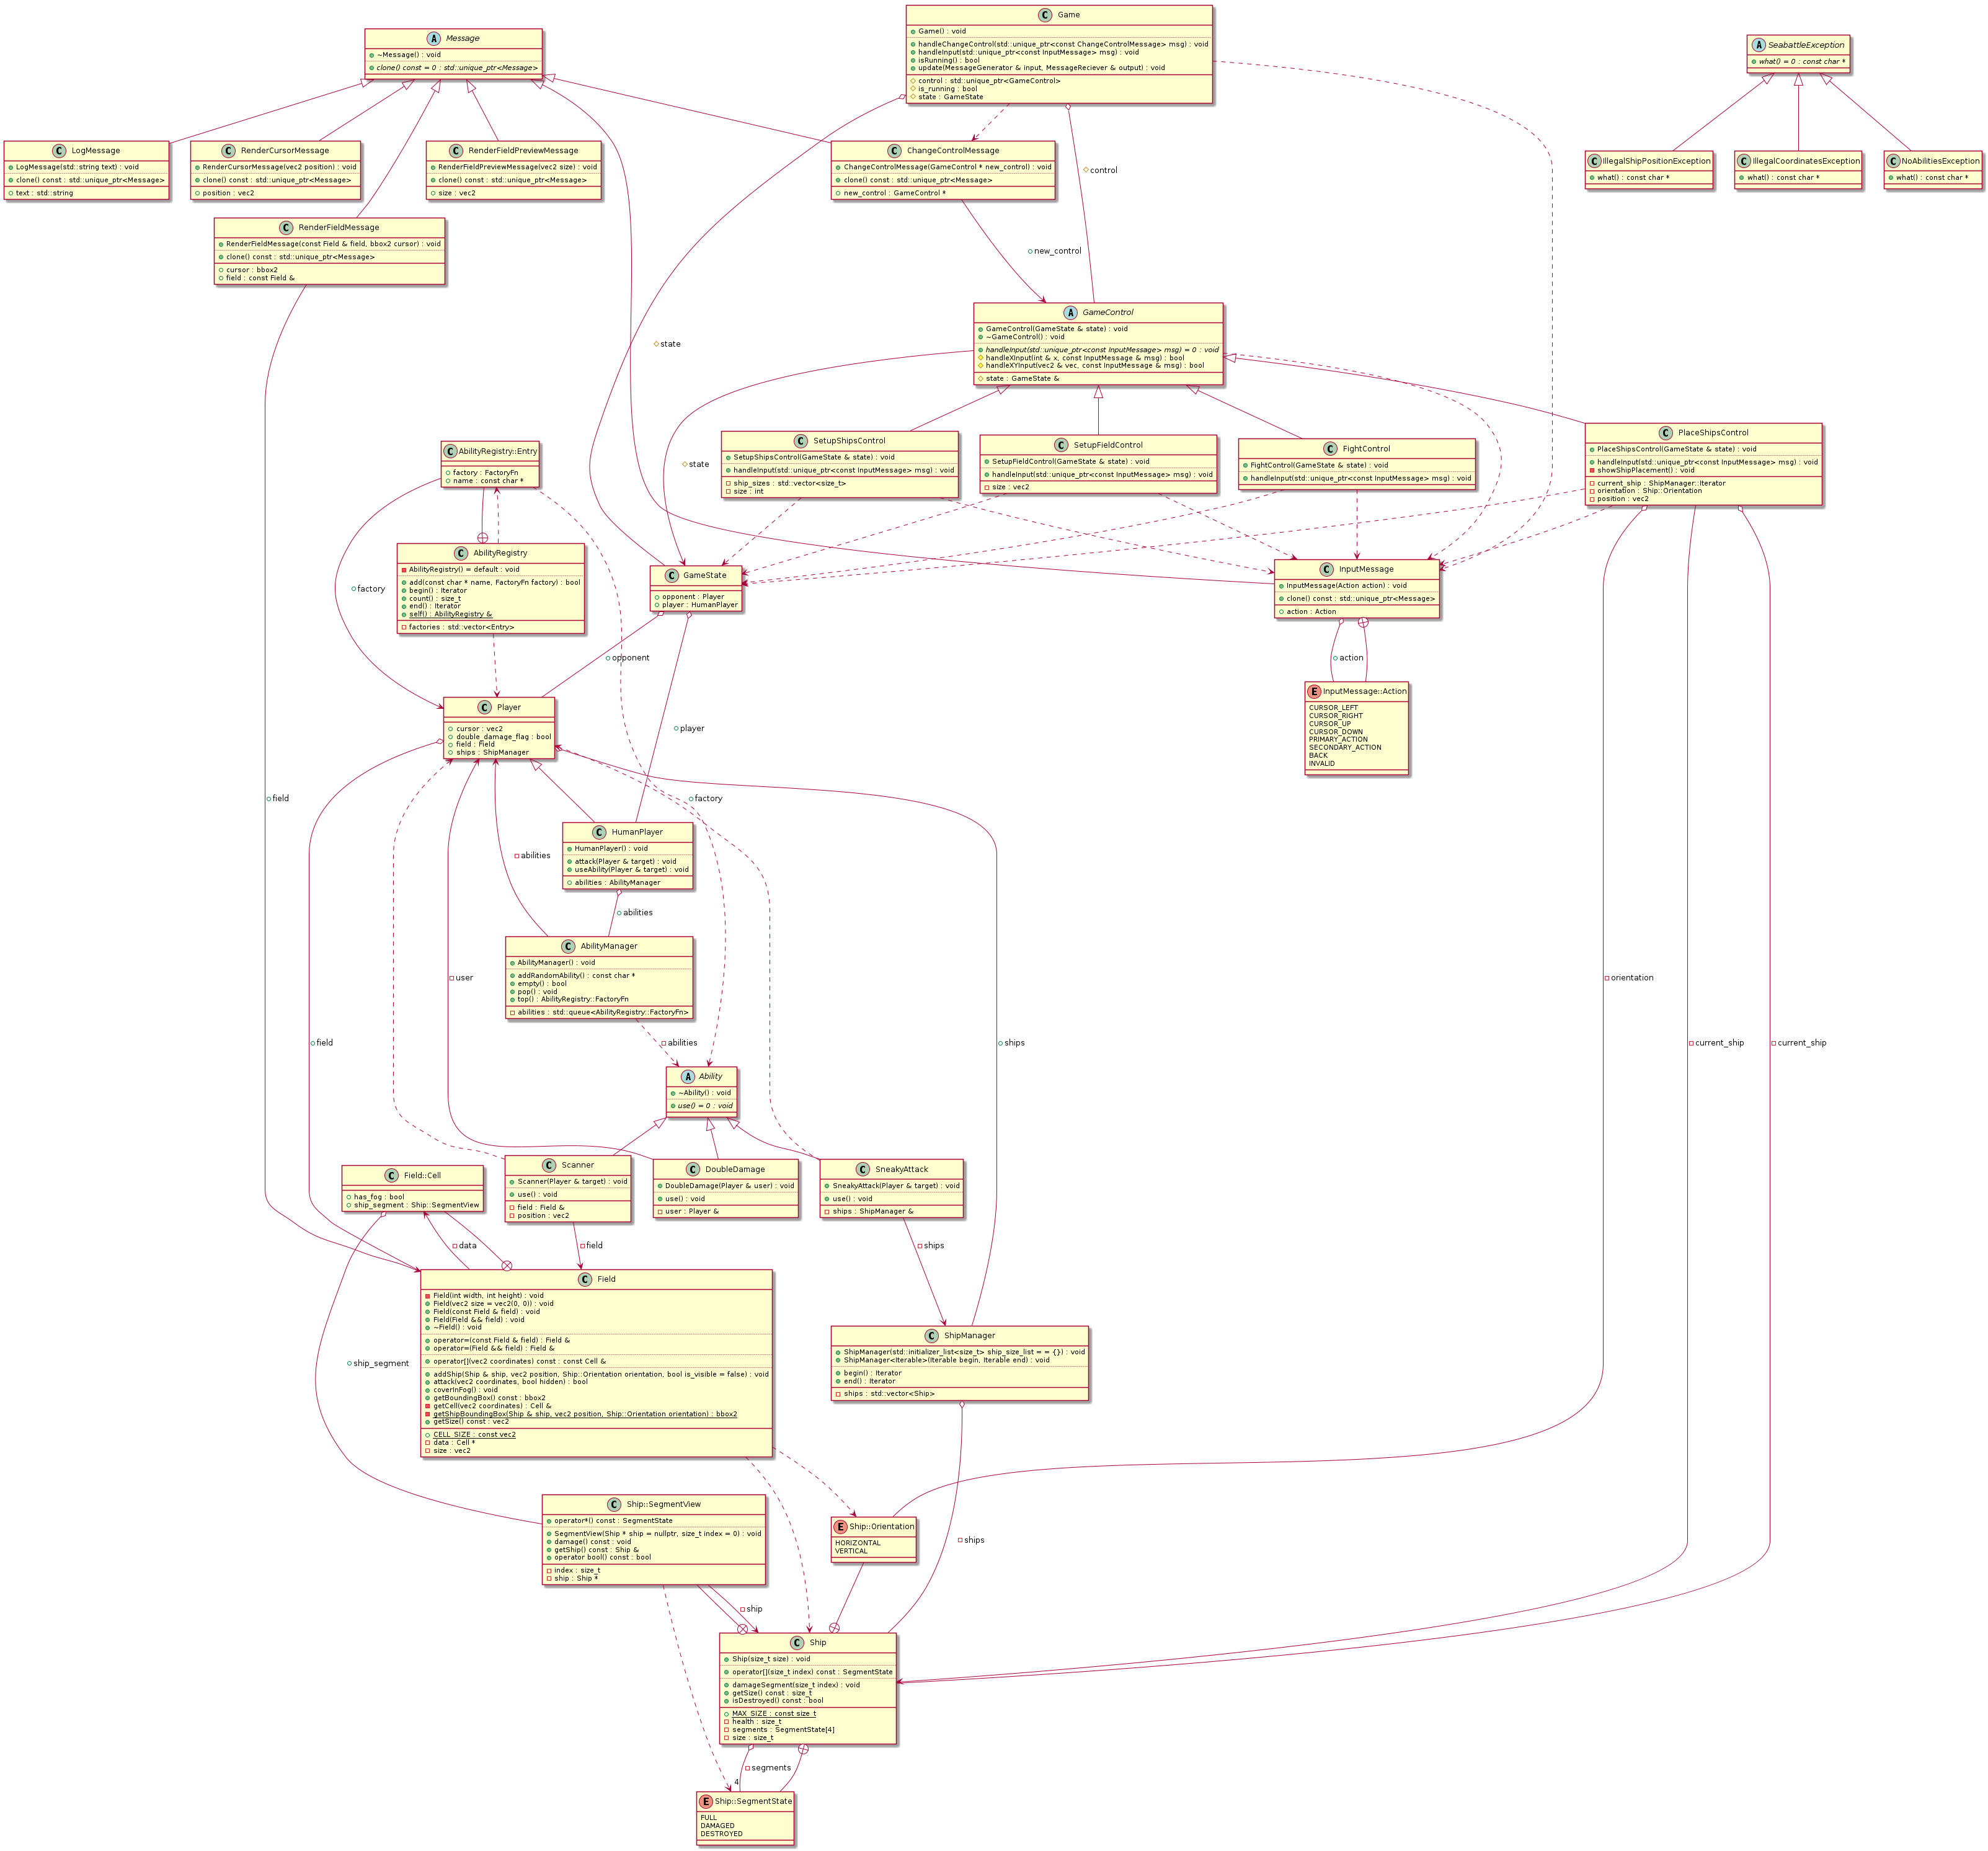 Game
Game() : void
handleChangeControl(std::unique_ptr<const ChangeControlMessage> msg) : void
handleInput(std::unique_ptr<const InputMessage> msg) : void
isRunning() : bool
update(MessageGenerator & input, MessageReciever & output) : void
control : std::unique_ptr<GameControl>
is_running : bool
state : GameState
Message
~Message() : void
clone() const = 0 : std::unique_ptr<Message>
SeabattleException
what() = 0 : const char *
LogMessage
LogMessage(std::string text) : void
clone() const : std::unique_ptr<Message>
text : std::string
RenderCursorMessage
RenderCursorMessage(vec2 position) : void
clone() const : std::unique_ptr<Message>
position : vec2
RenderFieldPreviewMessage
RenderFieldPreviewMessage(vec2 size) : void
clone() const : std::unique_ptr<Message>
size : vec2
ChangeControlMessage
ChangeControlMessage(GameControl * new_control) : void
clone() const : std::unique_ptr<Message>
new_control : GameControl *
control
IllegalShipPositionException
what() : const char *
IllegalCoordinatesException
what() : const char *
NoAbilitiesException
what() : const char *
RenderFieldMessage
RenderFieldMessage(const Field & field, bbox2 cursor) : void
clone() const : std::unique_ptr<Message>
cursor : bbox2
field : const Field &
new_control
state
GameControl
GameControl(GameState & state) : void
~GameControl() : void
handleInput(std::unique_ptr<const InputMessage> msg) = 0 : void
handleXInput(int & x, const InputMessage & msg) : bool
handleXYInput(vec2 & vec, const InputMessage & msg) : bool
state : GameState &
state
SetupShipsControl
SetupShipsControl(GameState & state) : void
handleInput(std::unique_ptr<const InputMessage> msg) : void
ship_sizes : std::vector<size_t>
size : int
SetupFieldControl
SetupFieldControl(GameState & state) : void
handleInput(std::unique_ptr<const InputMessage> msg) : void
size : vec2
FightControl
FightControl(GameState & state) : void
handleInput(std::unique_ptr<const InputMessage> msg) : void
PlaceShipsControl
PlaceShipsControl(GameState & state) : void
handleInput(std::unique_ptr<const InputMessage> msg) : void
showShipPlacement() : void
current_ship : ShipManager::Iterator
orientation : Ship::Orientation
position : vec2
AbilityRegistry::Entry
factory : FactoryFn
name : const char *
AbilityRegistry
AbilityRegistry() = default : void
add(const char * name, FactoryFn factory) : bool
begin() : Iterator
count() : size_t
end() : Iterator
self() : AbilityRegistry &
factories : std::vector<Entry>
factory
GameState
opponent : Player
player : HumanPlayer
InputMessage
InputMessage(Action action) : void
clone() const : std::unique_ptr<Message>
action : Action
opponent
action
Player
cursor : vec2
double_damage_flag : bool
field : Field
ships : ShipManager
player
InputMessage::Action
CURSOR_LEFT
CURSOR_RIGHT
CURSOR_UP
CURSOR_DOWN
PRIMARY_ACTION
SECONDARY_ACTION
BACK
INVALID
field
factory
HumanPlayer
HumanPlayer() : void
attack(Player & target) : void
useAbility(Player & target) : void
abilities : AbilityManager
abilities
abilities
AbilityManager
AbilityManager() : void
addRandomAbility() : const char *
empty() : bool
pop() : void
top() : AbilityRegistry::FactoryFn
abilities : std::queue<AbilityRegistry::FactoryFn>
user
orientation
field
abilities
ships
current_ship
current_ship
Ability
~Ability() : void
use() = 0 : void
Field::Cell
has_fog : bool
ship_segment : Ship::SegmentView
Scanner
Scanner(Player & target) : void
use() : void
field : Field &
position : vec2
DoubleDamage
DoubleDamage(Player & user) : void
use() : void
user : Player &
SneakyAttack
SneakyAttack(Player & target) : void
use() : void
ships : ShipManager &
data
field
ships
Field
Field(int width, int height) : void
Field(vec2 size = vec2(0, 0)) : void
Field(const Field & field) : void
Field(Field && field) : void
~Field() : void
operator=(const Field & field) : Field &
operator=(Field && field) : Field &
operator[](vec2 coordinates) const : const Cell &
addShip(Ship & ship, vec2 position, Ship::Orientation orientation, bool is_visible = false) : void
attack(vec2 coordinates, bool hidden) : bool
coverInFog() : void
getBoundingBox() const : bbox2
getCell(vec2 coordinates) : Cell &
getShipBoundingBox(Ship & ship, vec2 position, Ship::Orientation orientation) : bbox2
getSize() const : vec2
CELL_SIZE : const vec2
data : Cell *
size : vec2
ShipManager
ShipManager(std::initializer_list<size_t> ship_size_list = = {}) : void
ShipManager<Iterable>(Iterable begin, Iterable end) : void
begin() : Iterator
end() : Iterator
ships : std::vector<Ship>
ship_segment
Ship::SegmentView
operator*() const : SegmentState
SegmentView(Ship * ship = nullptr, size_t index = 0) : void
damage() const : void
getShip() const : Ship &
operator bool() const : bool
index : size_t
ship : Ship *
Ship::Orientation
HORIZONTAL
VERTICAL
ships
ship
Ship
Ship(size_t size) : void
operator[](size_t index) const : SegmentState
damageSegment(size_t index) : void
getSize() const : size_t
isDestroyed() const : bool
MAX_SIZE : const size_t
health : size_t
segments : SegmentState[4]
size : size_t
segments
4
Ship::SegmentState
FULL
DAMAGED
DESTROYED